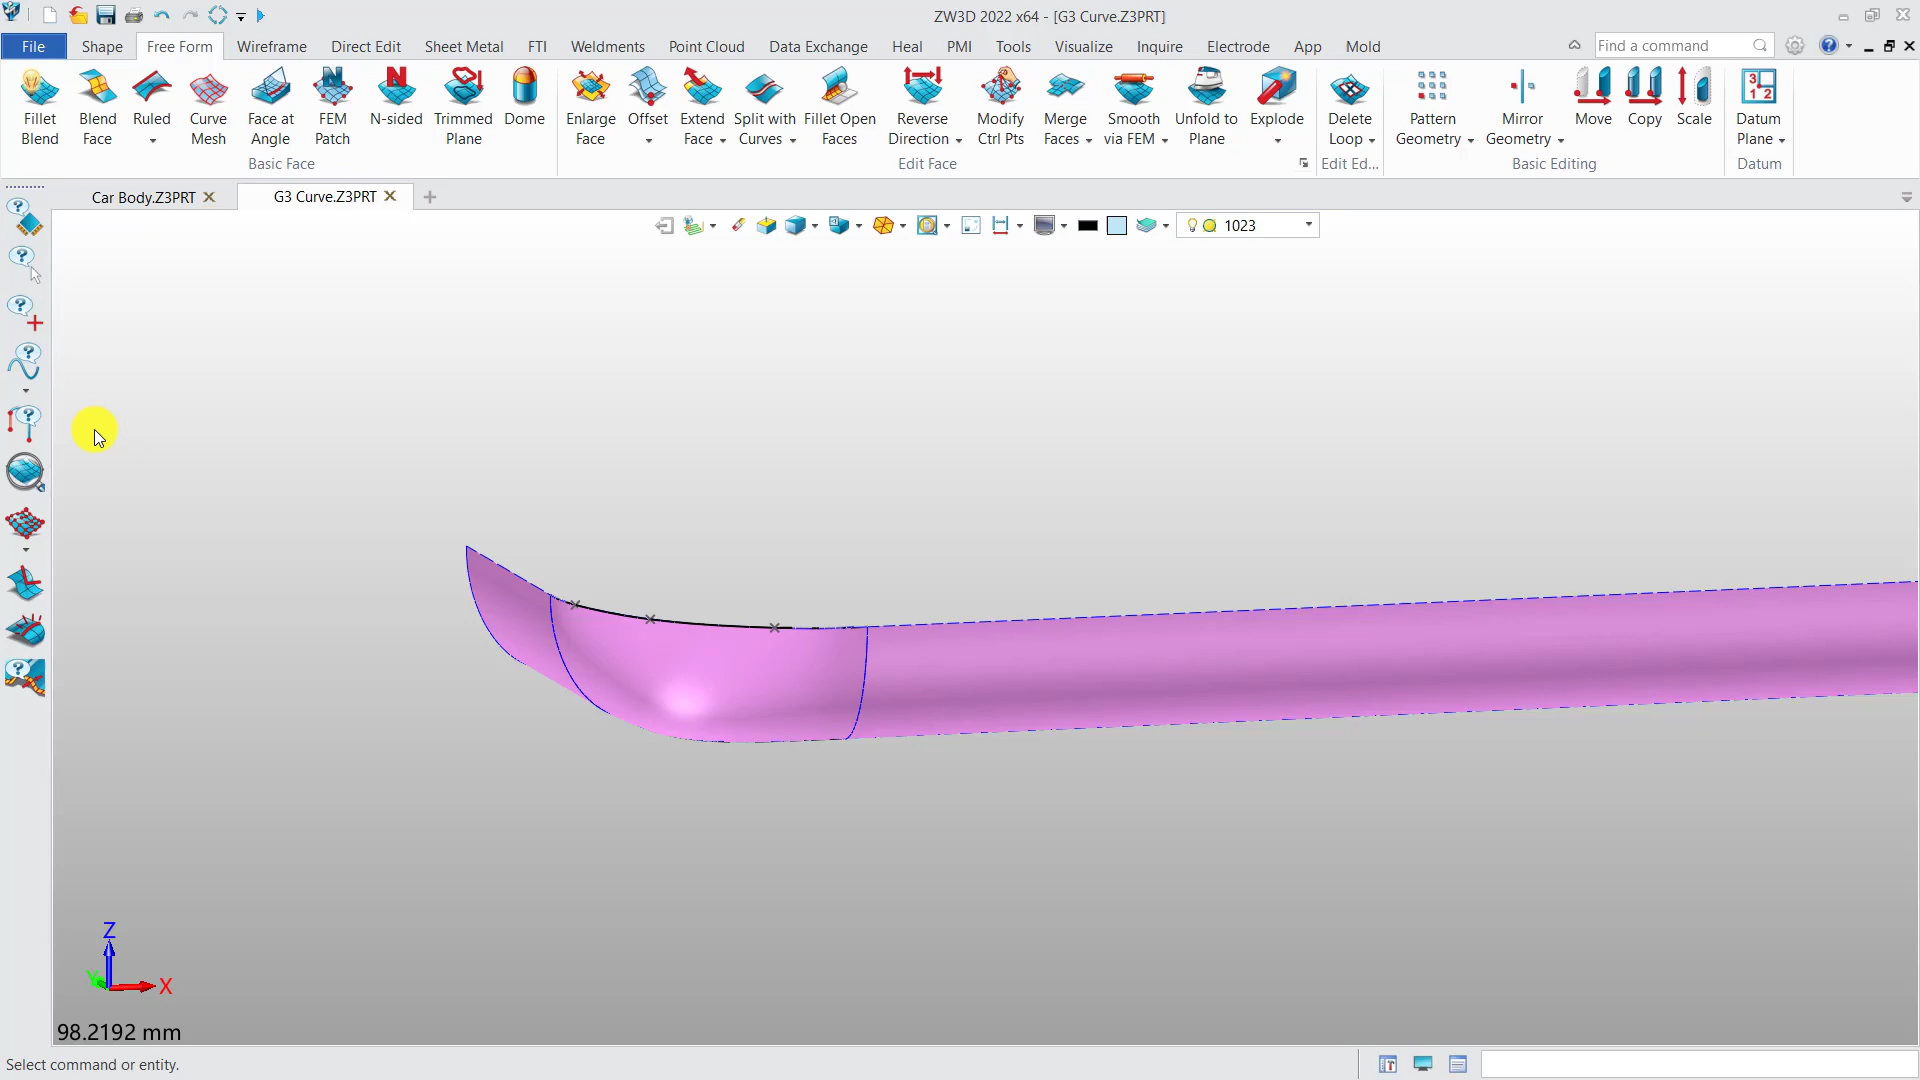 ZW3D 2022 x64 - [G3 Curve.Z3PRT]
File Shape Free Form Wireframe Direct Edit Sheet Metal FTI Weldments Point Cloud Data Exchange Heal PMI Tools Visualize Inquire Electrode App Mold Find a command
Fillet Blend
Blend Face
Ruled
Curve Mesh
Face at Angle
FEM Patch
N-sided
Trimmed Plane
Dome
Enlarge Face
Offset
Extend Face
Split with Curves
Fillet Open Faces
Reverse Direction
Modify Ctrl Pts
Merge Faces
Smooth via FEM
Unfold to Plane
Explode
Delete Loop
Pattern Geometry
Mirror Geometry
Move
Copy
Scale
Datum Plane
Basic Face Edit Face Edit Ed... Basic Editing Datum
Car Body.Z3PRT G3 Curve.Z3PRT
1023
Z
Y
X
98.2192 mm
Select command or entity.